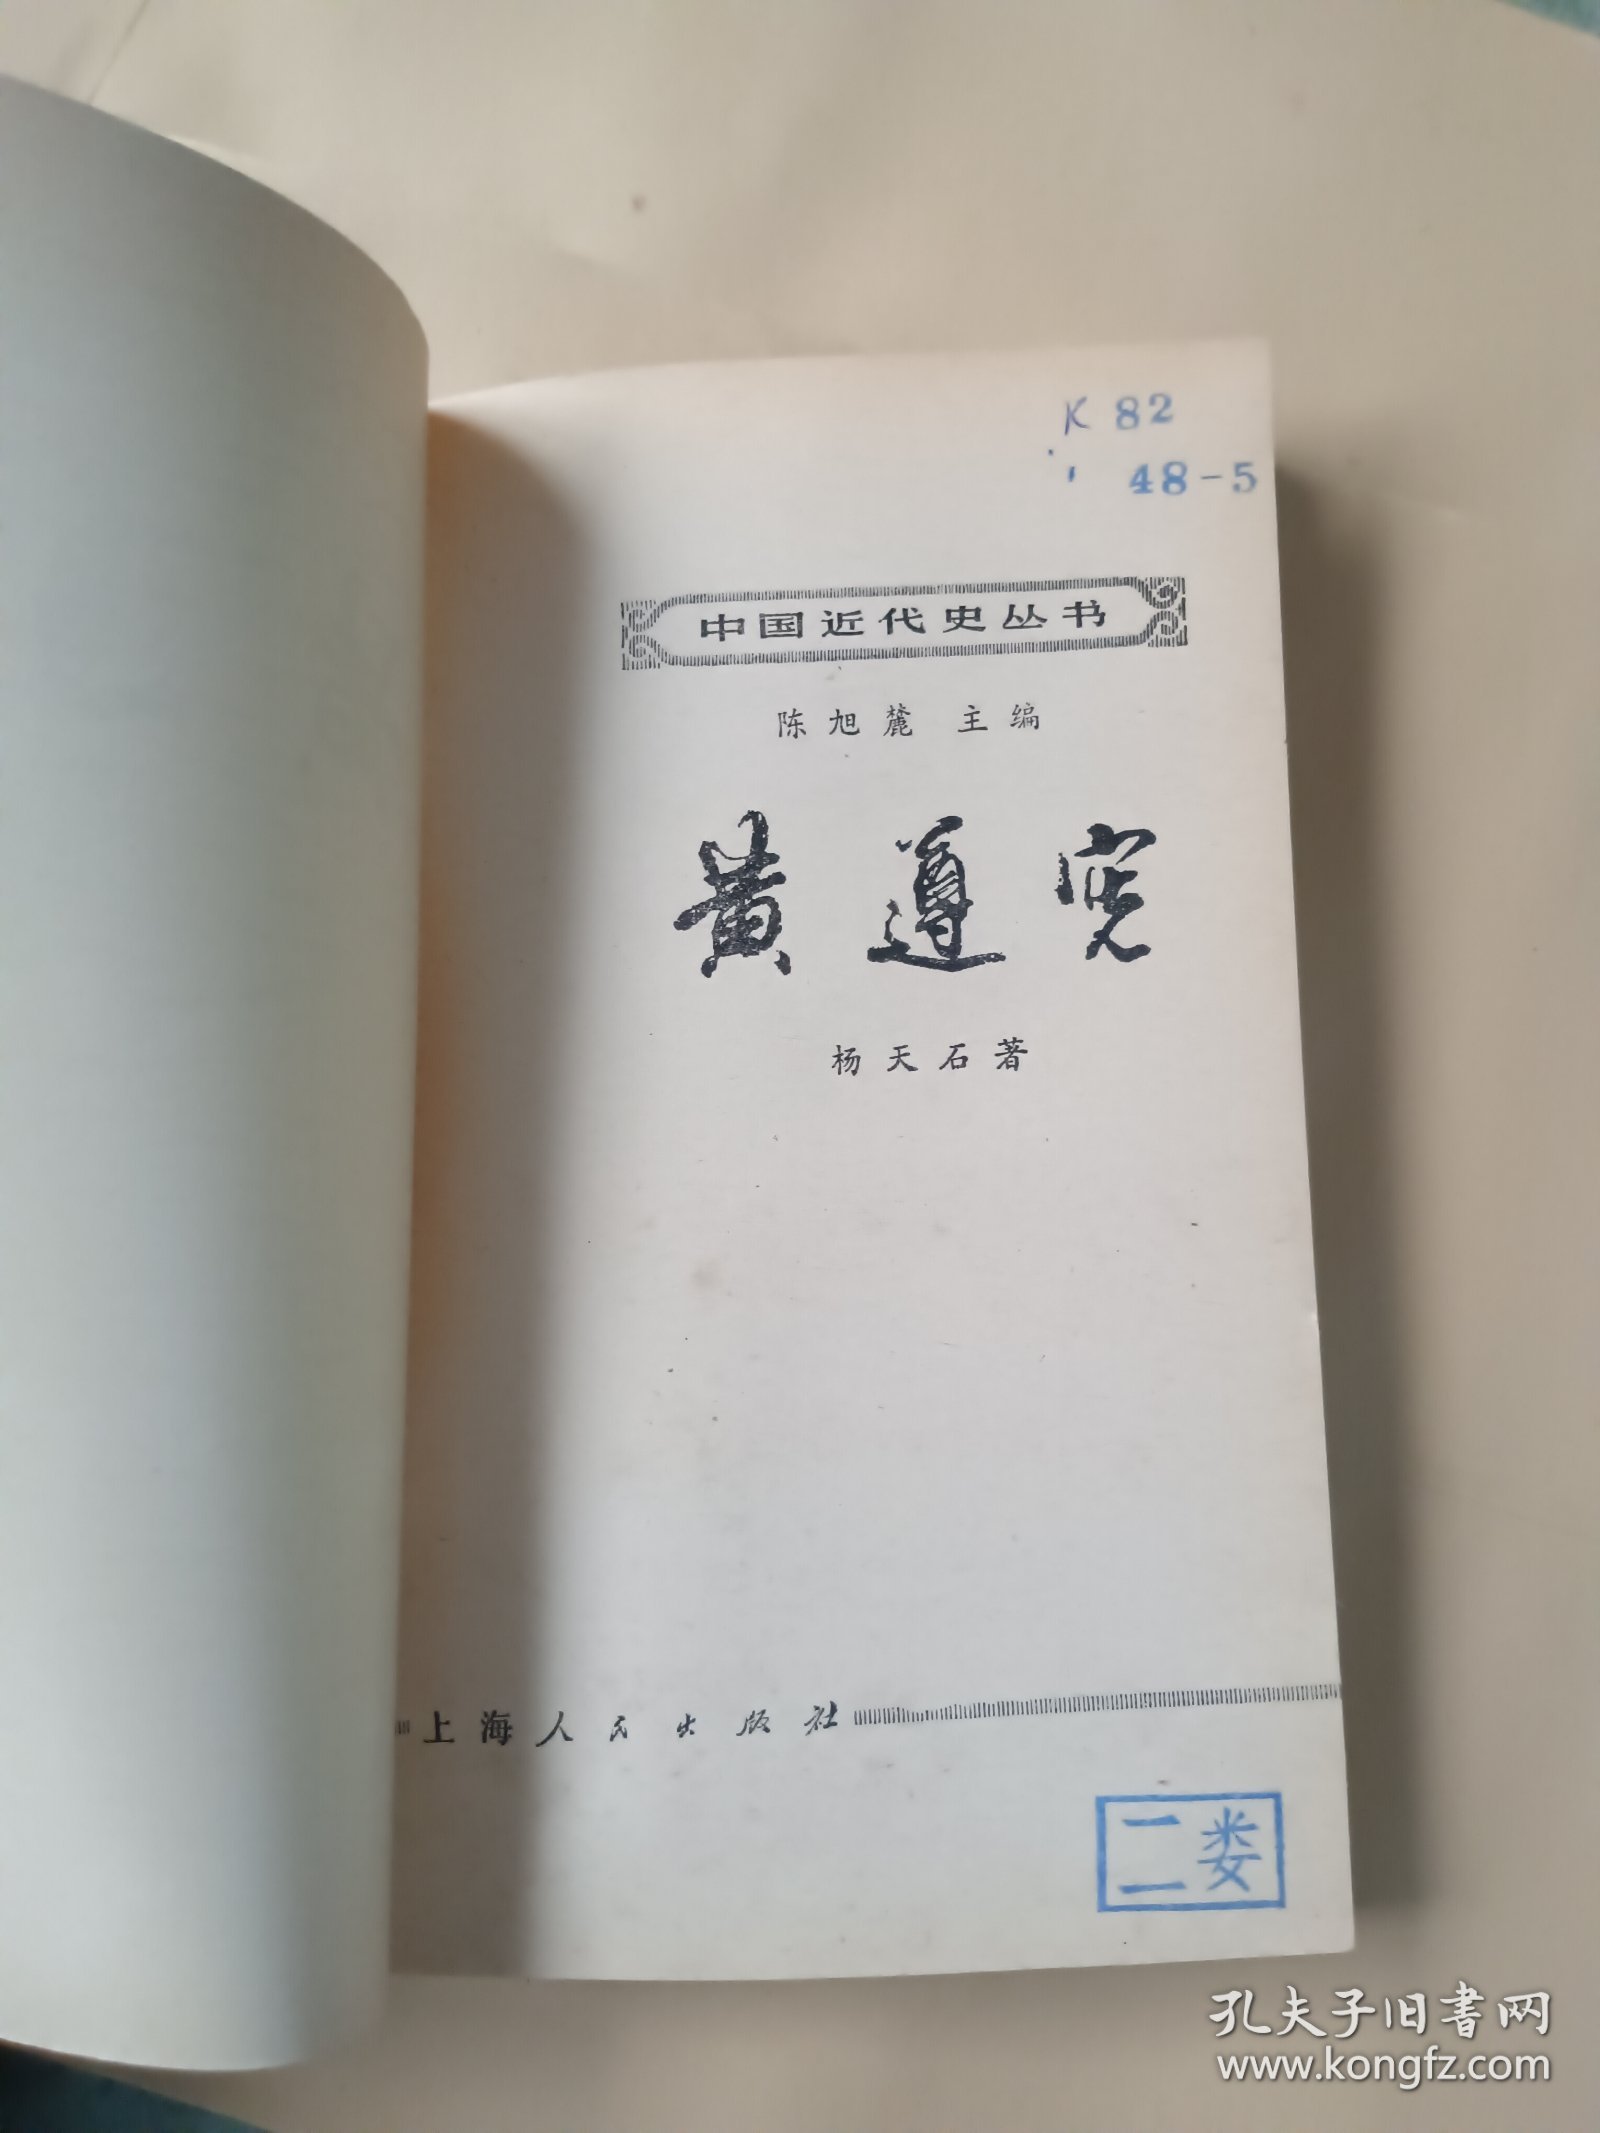 K 82
48-5
中国近代史丛书
陈旭麓 主编
黄遵宪
杨天石著
上海人民出版社
二娄
孔夫子旧书网
www.kongfz.com